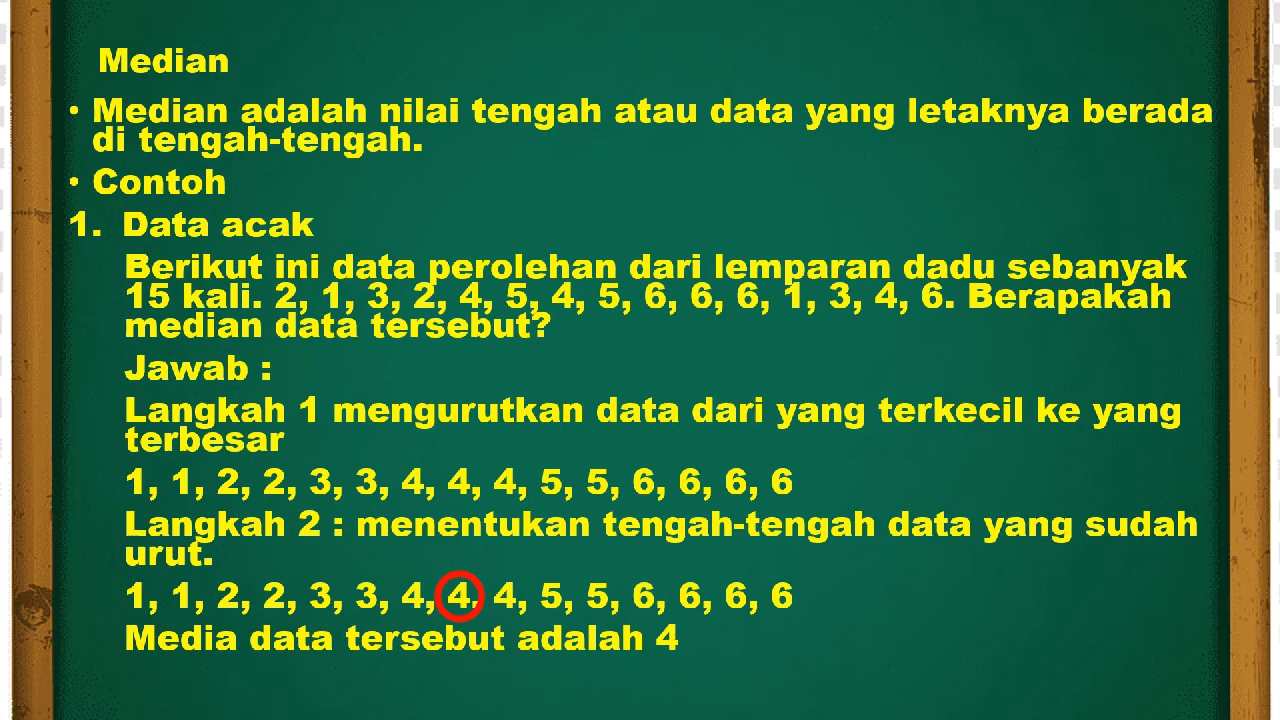 Median
• Median adalah nilai tengah atau data yang letaknya berada
di tengah-tengah.
• Contoh
1. Data acak
Berikut ini data perolehan dari lemparan dadu sebanyak
15 kali. 2, 1, 3, 2, 4, 5, 4, 5, 6, 6, 6, 1, 3, 4, 6. Berapakah
median data tersebut?
Jawab :
Langkah 1 mengurutkan data dari yang terkecil ke yang
terbesar
1, 1, 2, 2, 3, 3, 4, 4, 4, 5, 5, 6, 6, 6, 6
Langkah 2 : menentukan tengah-tengah data yang sudah
urut.
1, 1, 2, 2, 3, 3, 4, 4, 4, 5, 5, 6, 6, 6, 6
Media data tersebut adalah 4